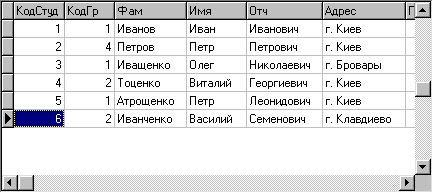 КодСтуд КодГр Фам Имя Отч Адрес
1 1 Иванов Иван Иванович г. Киев
2 4 Петров Петр Петрович г. Киев
3 1 Иващенко Олег Николаевич г. Бровары
4 2 Тоценко Виталий Георгиевич г. Киев
5 1 Атрощенко Петр Леонидович г. Киев
6 2 Иванченко Василий Семенович г. Клавдиево